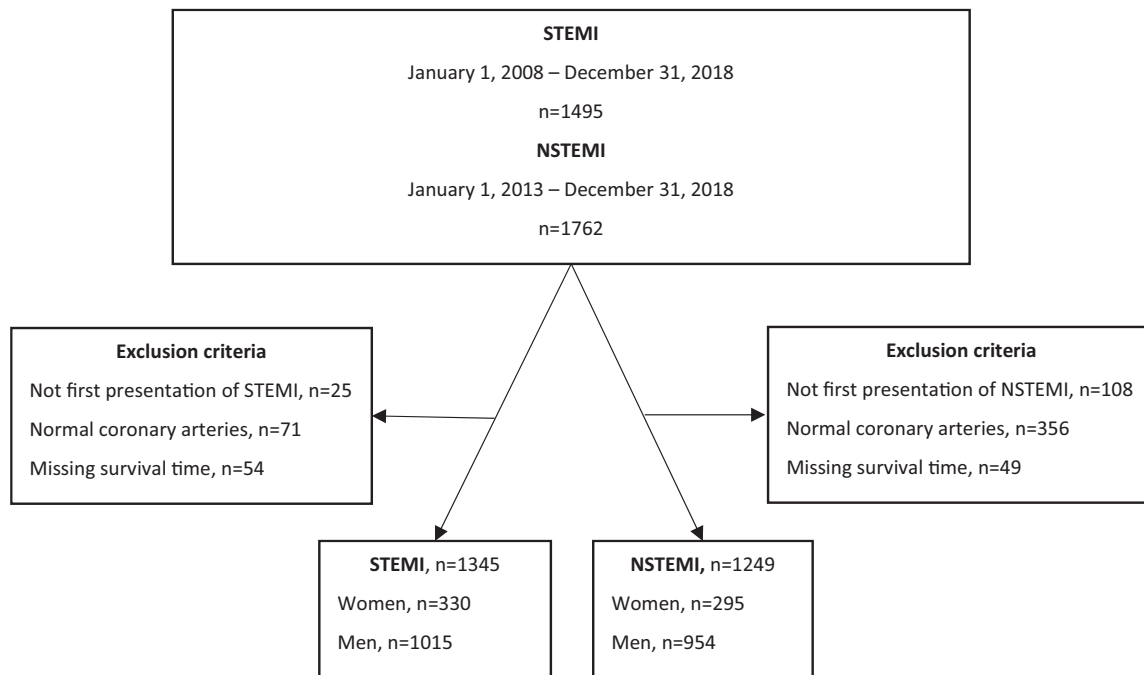 STEMI
January 1, 2008 – December 31, 2018
n=1495
NSTEMI
January 1, 2013 – December 31, 2018
n=1762
Exclusion criteria
Not first presentation of STEMI, n=25
Normal coronary arteries, n=71
Missing survival time, n=54
Exclusion criteria
Not first presentation of NSTEMI, n=108
Normal coronary arteries, n=356
Missing survival time, n=49
STEMI, n=1345
Women, n=330
Men, n=1015
NSTEMI, n=1249
Women, n=295
Men, n=954